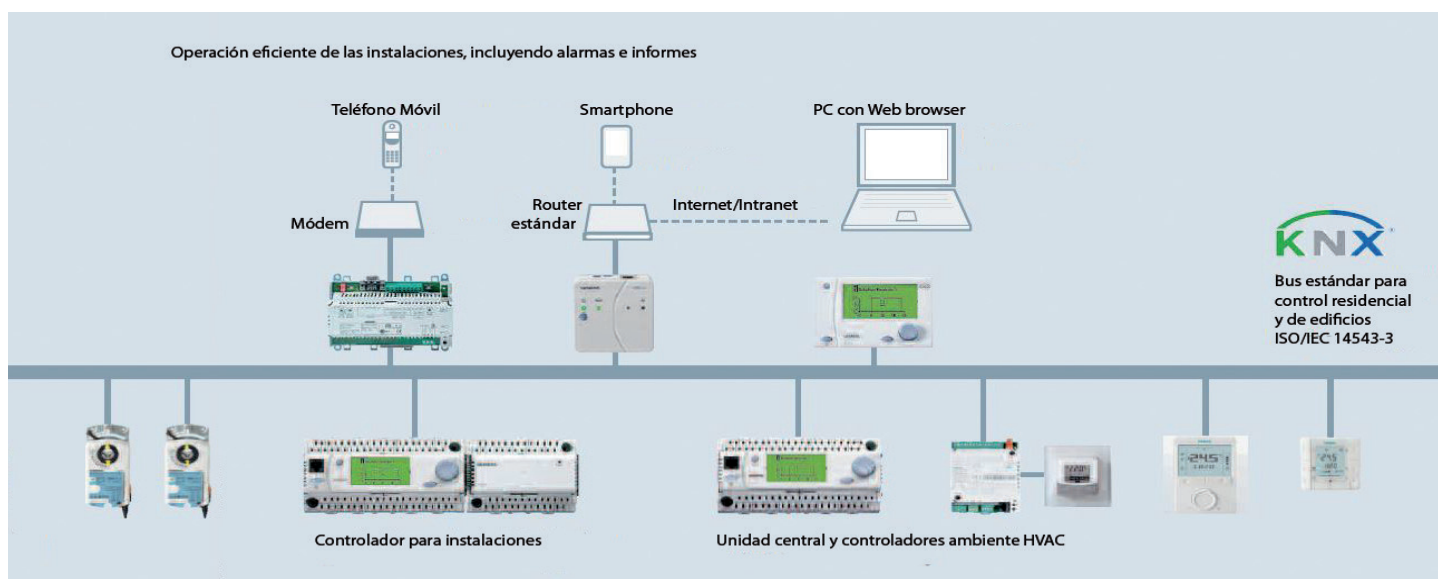 Operación eficiente de las instalaciones, incluyendo alarmas e informes
Teléfono Móvil
Smartphone
PC con Web browser
Módem
Router
estándar
Internet/Intranet
KNX
®
Bus estándar para
control residencial
y de edificios
ISO/IEC 14543-3
Controlador para instalaciones
Unidad central y controladores ambiente HVAC